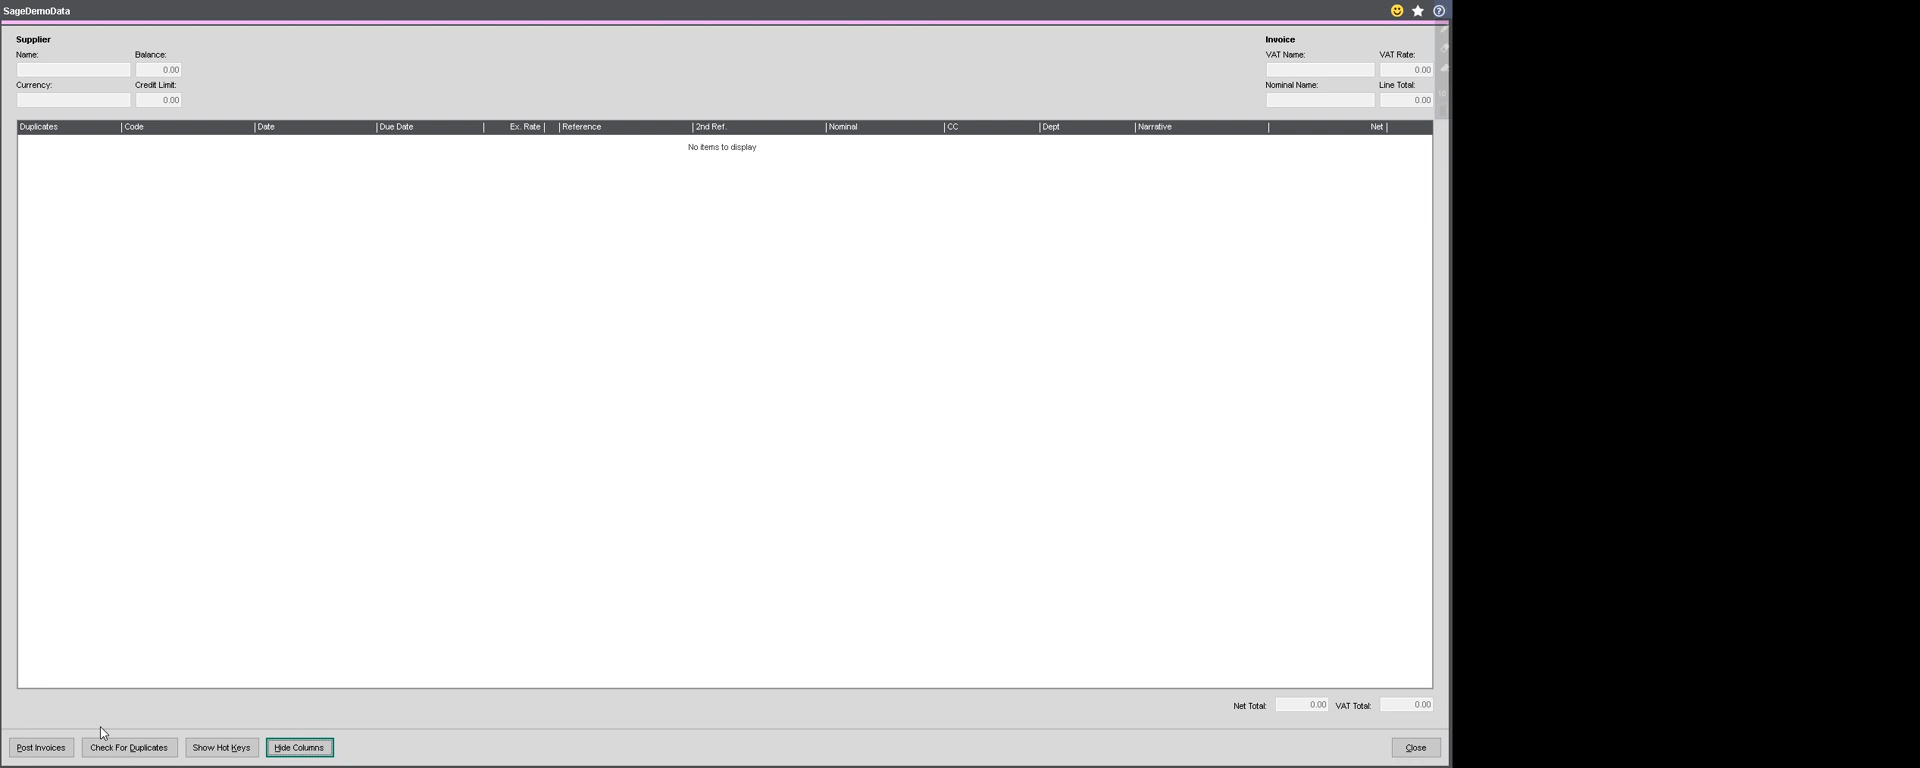 SageDemoData
Supplier
Name: Balance:
0.00
Currency: Credit Limit:
0.00
Invoice
VAT Name: VAT Rate:
0.00
Nominal Name: Line Total:
0.00
Duplicates Code Date Due Date Ex. Rate Reference 2nd Ref. Nominal CC Dept Narrative Net
No items to display
Net Total: 0.00 VAT Total: 0.00
Post Invoices Check For Duplicates Show Hot Keys Hide Columns Close